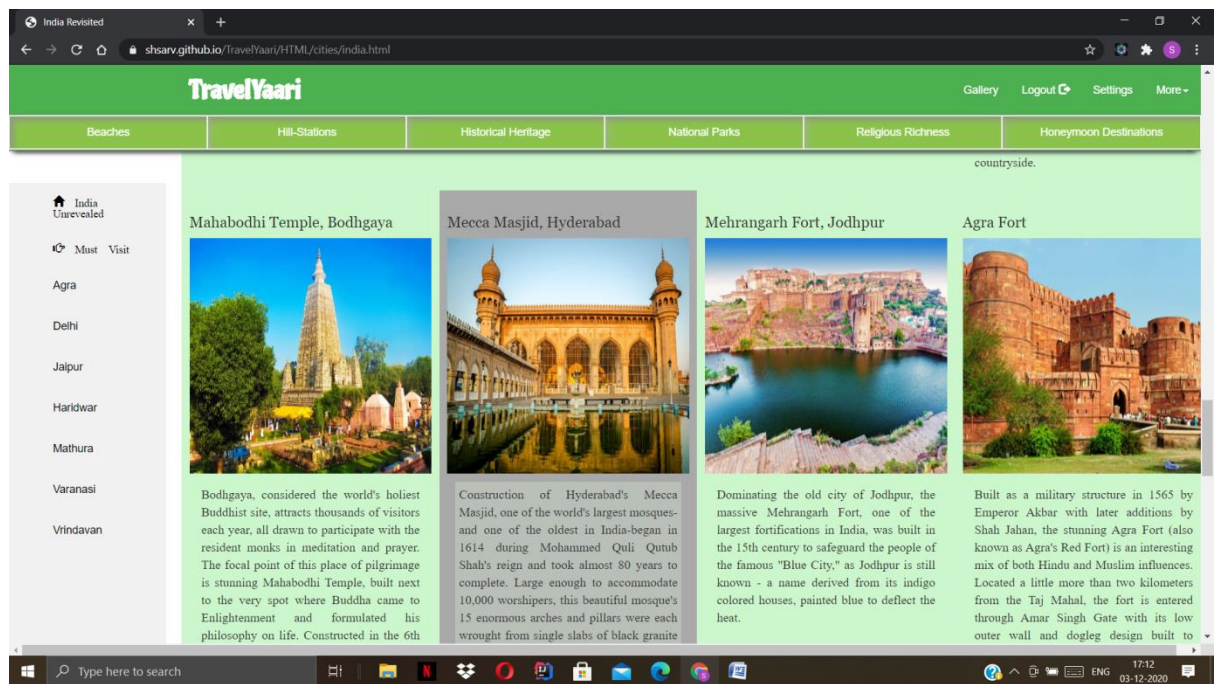 India Revisited
shsarv.github.io/TravelYaari/HTML/cities/india.html
S
TravelYaari
Gallery
Logout
Settings
More
Beaches
Hill-Stations
Historical Heritage
National Parks
Religious Richness
Honeymoon Destinations
countryside.
India
Unrevealed
Must Visit
Agra
Delhi
Jaipur
Haridwar
Mathura
Varanasi
Vrindavan
Mahabodhi Temple, Bodhgaya
Bodhgaya, considered the world's holiest
Buddhist site, attracts thousands of visitors
each year, all drawn to participate with the
resident monks in meditation and prayer.
The focal point of this place of pilgrimage
is stunning Mahabodhi Temple, built next
to the very spot where Buddha came to
Enlightenment and formulated his
philosophy on life. Constructed in the 6th
Mecca Masjid, Hyderabad
Construction of Hyderabad's Mecca
Masjid, one of the world's largest mosques-
and one of the oldest in India-began in
1614 during Mohammed Quli Qutub
Shah's reign and took almost 80 years to
complete. Large enough to accommodate
10,000 worshipers, this beautiful mosque's
15 enormous arches and pillars were each
wrought from single slabs of black granite
Mehrangarh Fort, Jodhpur
Dominating the old city of Jodhpur, the
massive Mehrangarh Fort, one of the
largest fortifications in India, was built in
the 15th century to safeguard the people of
the famous "Blue City," as Jodhpur is still
known - a name derived from its indigo
colored houses, painted blue to deflect the
heat.
Agra Fort
Built as a military structure in 1565 by
Emperor Akbar with later additions by
Shah Jahan, the stunning Agra Fort (also
known as Agra's Red Fort) is an interesting
mix of both Hindu and Muslim influences.
Located a little more than two kilometers
from the Taj Mahal, the fort is entered
through Amar Singh Gate with its low
outer wall and dogleg design built to
Type here to search
ENG
17:12
03-12-2020